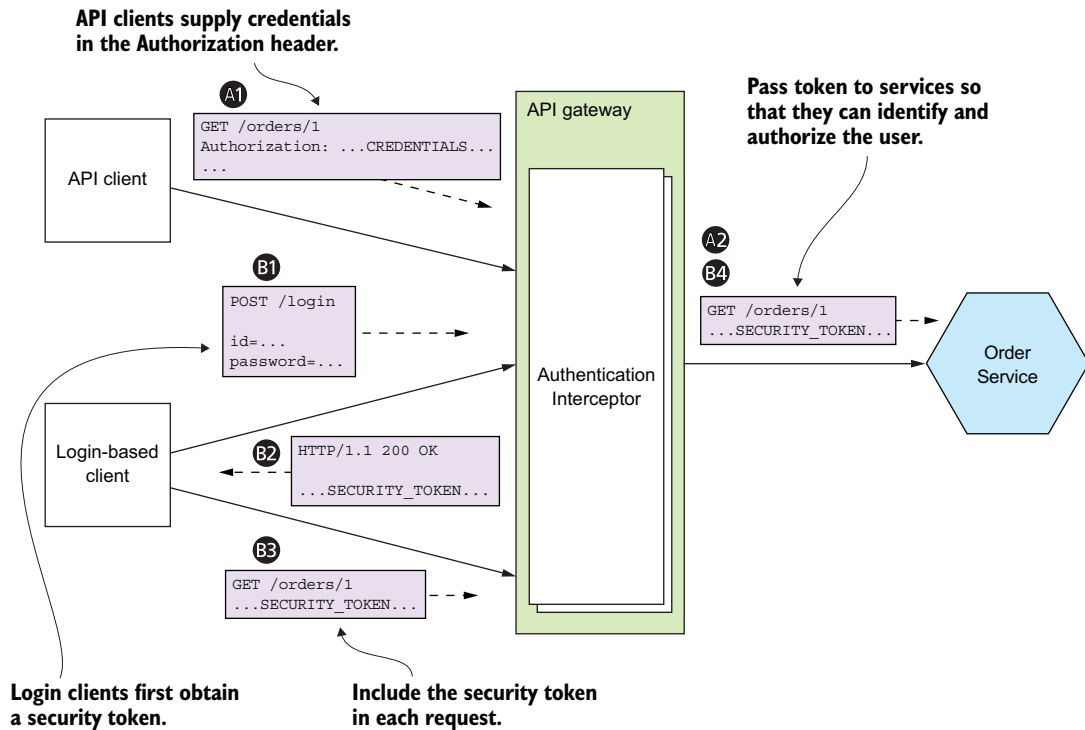 API clients supply credentials
in the Authorization header.
A1
GET /orders/1
Authorization: ...CREDENTIALS...
...
API client
API gateway
Pass token to services so
that they can identify and
authorize the user.
A2
B4
GET /orders/1
...SECURITY_TOKEN...
B1
POST /login
id=...
password=...
Authentication
Interceptor
Order
Service
Login-based
client
B2
HTTP/1.1 200 OK
...SECURITY_TOKEN...
B3
GET /orders/1
...SECURITY_TOKEN...
Login clients first obtain
a security token.
Include the security token
in each request.